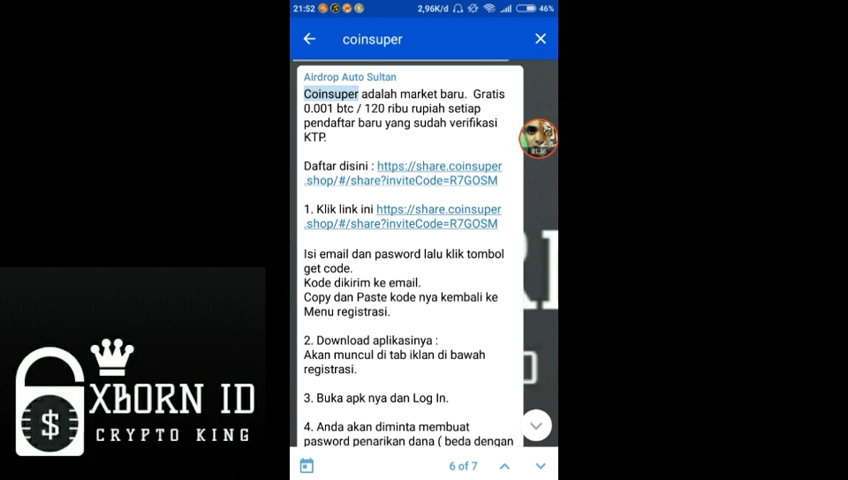 21:52
2,96K/d
46%
coinsuper
Airdrop Auto Sultan
Coinsuper adalah market baru. Gratis
0.001 btc / 120 ribu rupiah setiap
pendaftar baru yang sudah verifikasi
KTP.
Daftar disini : https://share.coinsuper
.shop/#/share?inviteCode=R7GOSM
1. Klik link ini https://share.coinsuper
.shop/#/share?inviteCode=R7GOSM
Isi email dan pasword lalu klik tombol
get code.
Kode dikirim ke email.
Copy dan Paste kode nya kembali ke
Menu registrasi.
2. Download aplikasinya :
Akan muncul di tab iklan di bawah
registrasi.
3. Buka apk nya dan Log In.
4. Anda akan diminta membuat
pasword penarikan dana ( beda dengan
6 of 7
XBORN ID
CRYPTO KING